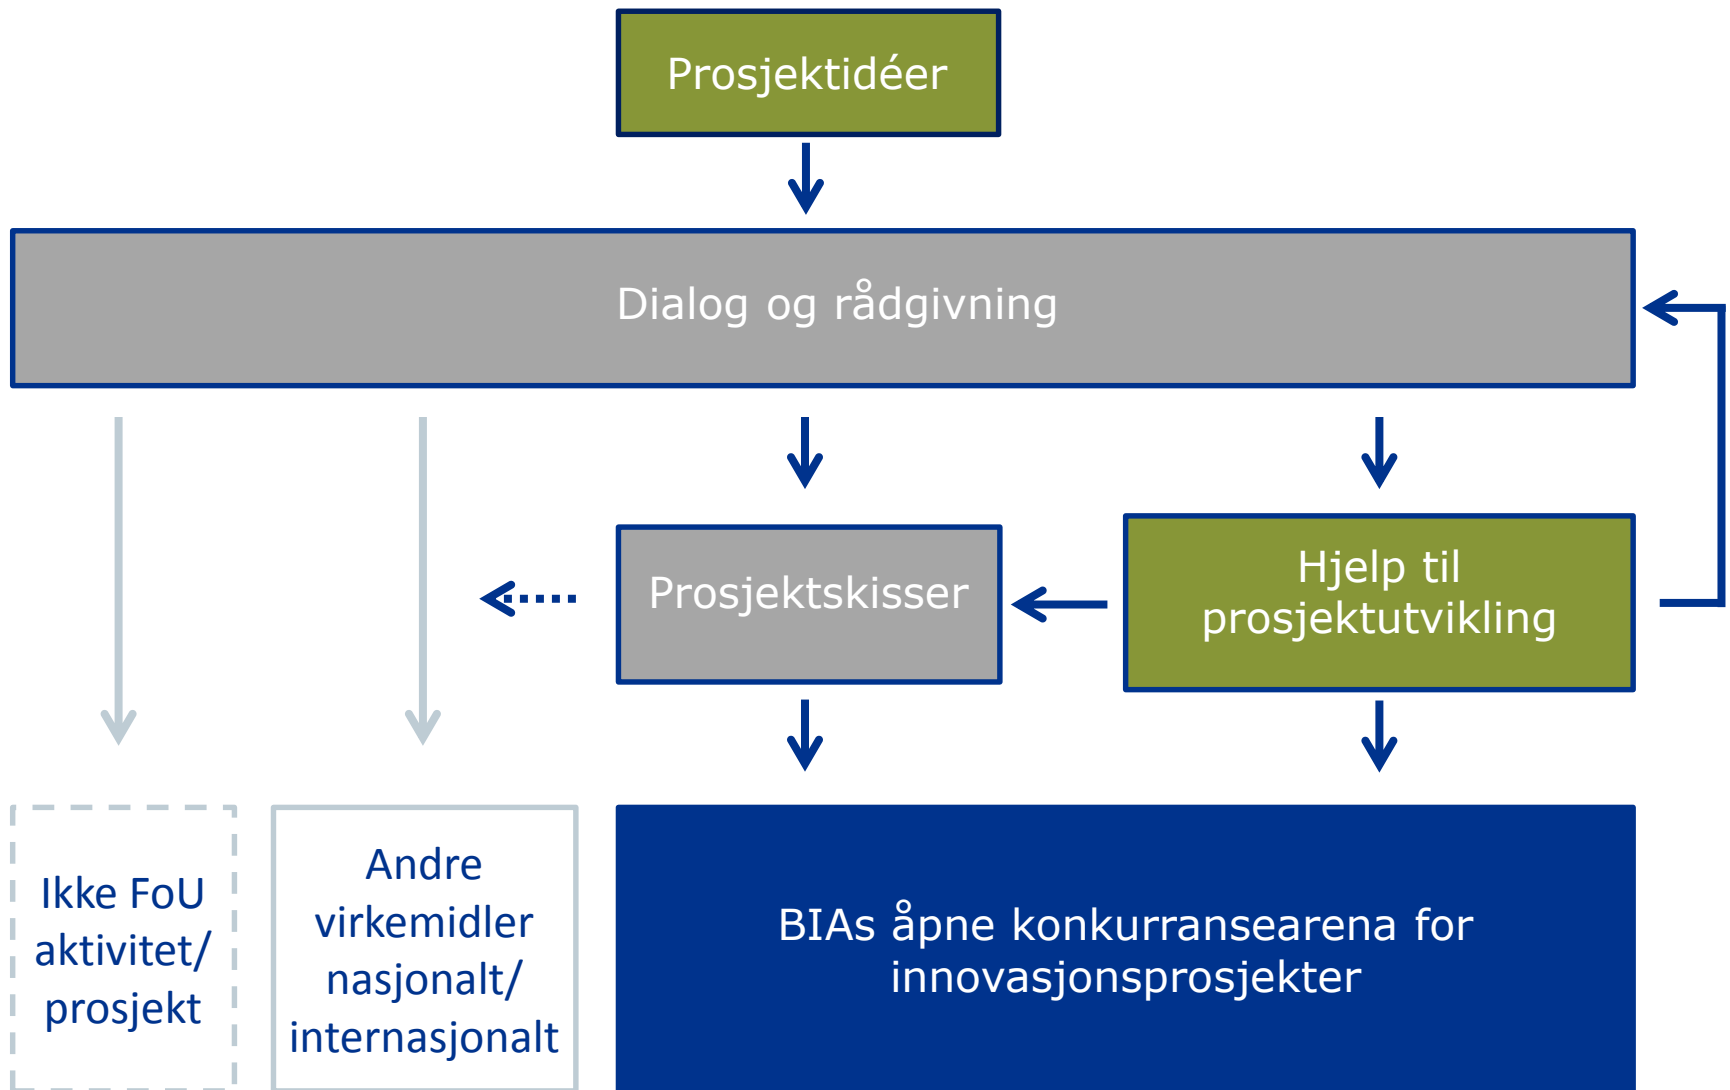 Prosjektidéer
Dialog og rådgivning
Prosjektskisser
Hjelp til
prosjektutvikling
Ikke FoU
aktivitet/
prosjekt
Andre
virkemidler
nasjonalt/
internasjonalt
BIAs åpne konkurransearena for
innovasjonsprosjekter